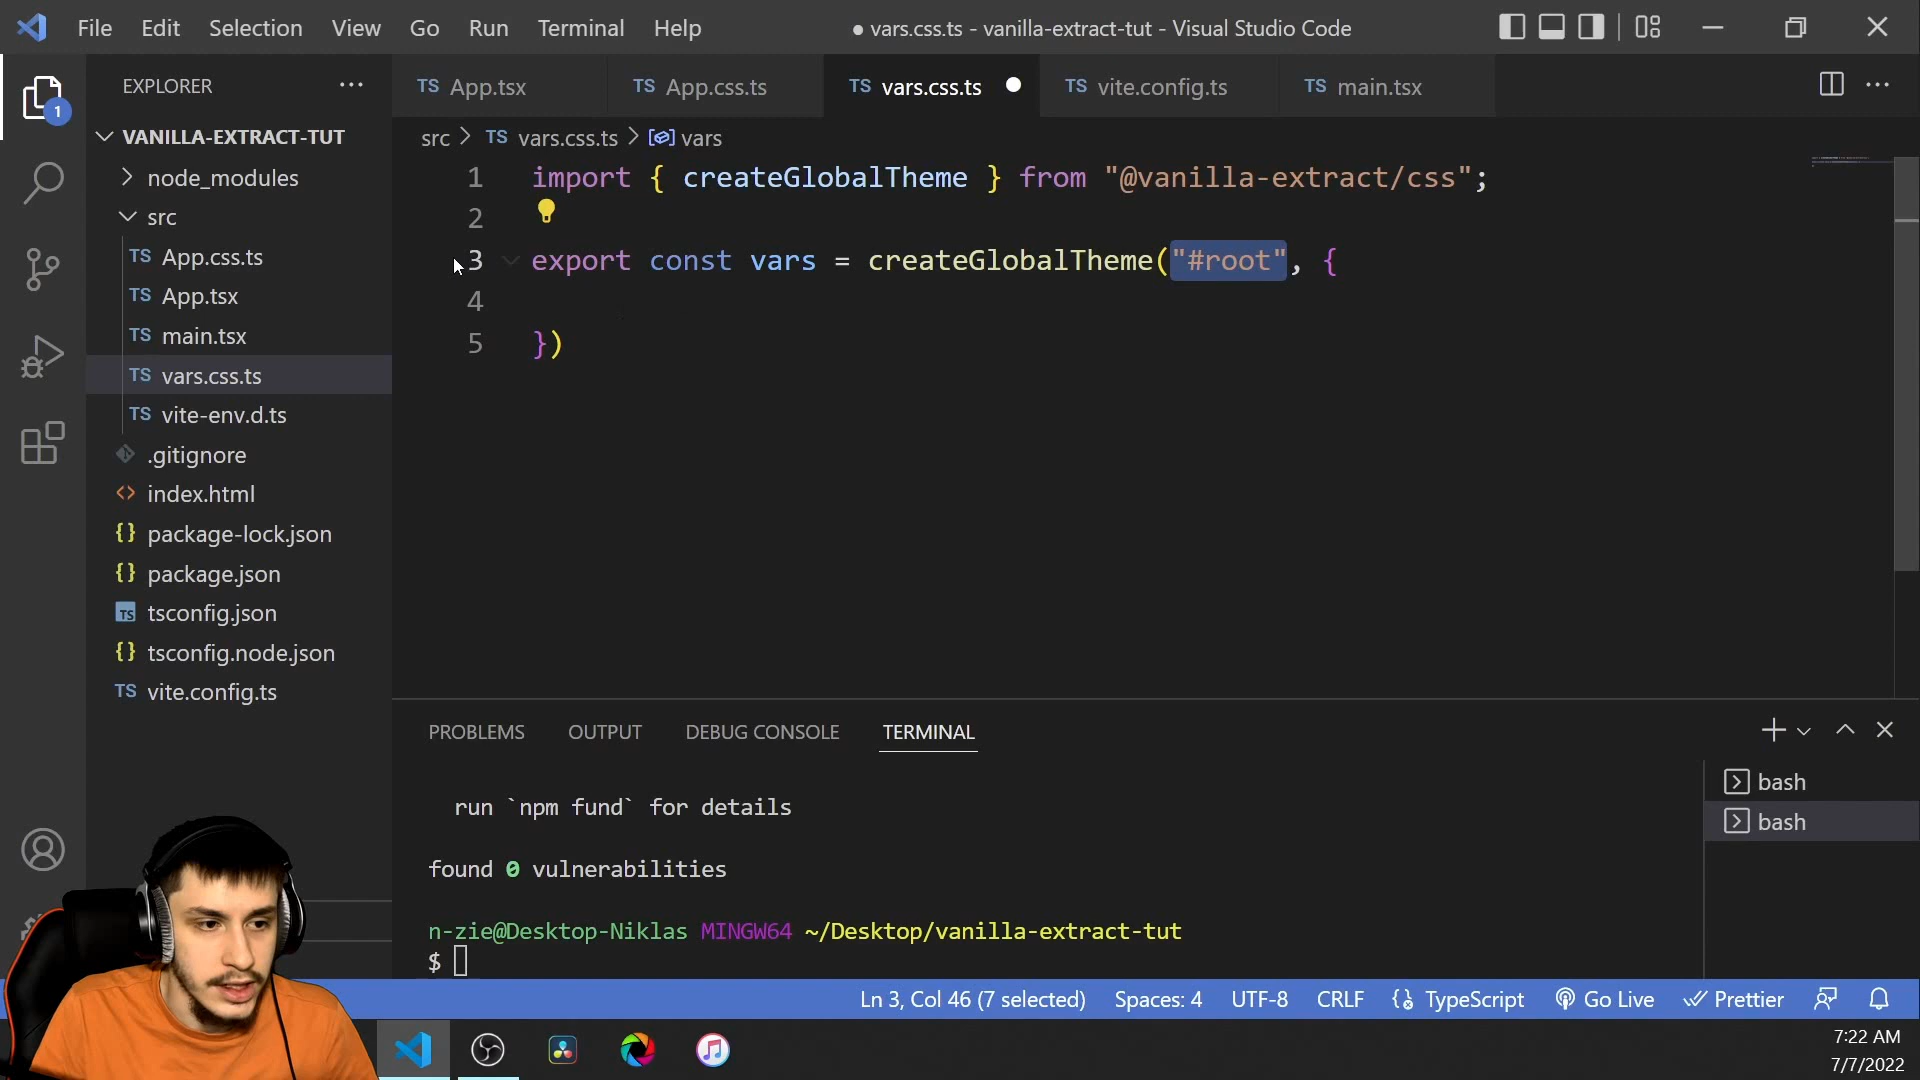 File Edit Selection View Go Run Terminal Help
● vars.css.ts - vanilla-extract-tut - Visual Studio Code
EXPLORER
1
VANILLA-EXTRACT-TUT
node_modules
src
TS App.css.ts
TS App.tsx
TS main.tsx
TS vars.css.ts
TS vite-env.d.ts
.gitignore
<> index.html
{} package-lock.json
{} package.json
TS tsconfig.json
{} tsconfig.node.json
TS vite.config.ts
TS App.tsx
TS App.css.ts
TS vars.css.ts
TS vite.config.ts
TS main.tsx
src > TS vars.css.ts > vars
1 import { createGlobalTheme } from "@vanilla-extract/css";
2
3 export const vars = createGlobalTheme("#root", {
4
5 })
PROBLEMS OUTPUT DEBUG CONSOLE TERMINAL
run `npm fund` for details
found 0 vulnerabilities
n-zie@Desktop-Niklas MINGW64 ~/Desktop/vanilla-extract-tut
$
bash
bash
Ln 3, Col 46 (7 selected) Spaces: 4 UTF-8 CRLF {} TypeScript Go Live Prettier
7:22 AM
7/7/2022